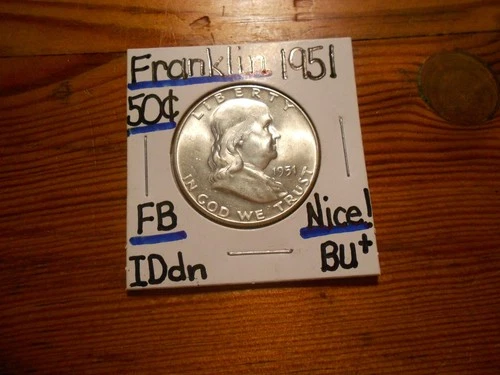 Franklin 1951
50¢
LIBERTY
1951
IN GOD WE TRUST
FB
Nice!
IDdn
BU+